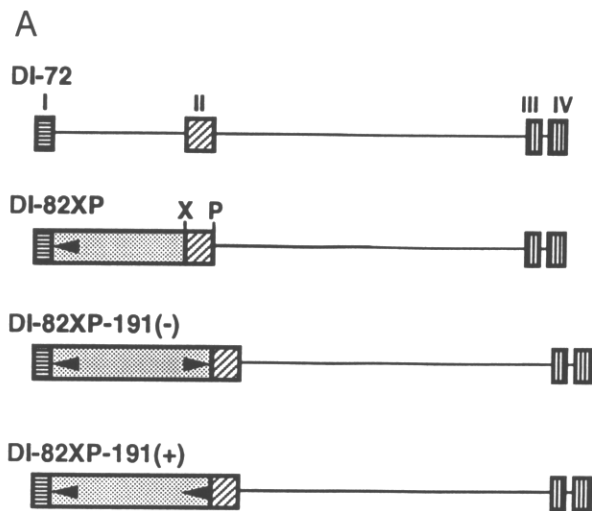 A
DI-72
I II III IV
DI-82XP
X P
DI-82XP-191(-)
DI-82XP-191(+)